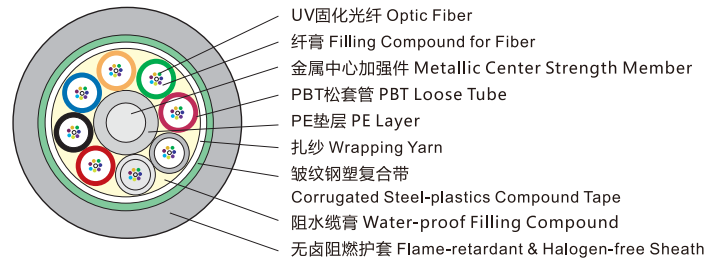 UV固化光纤 Optic Fiber
纤膏 Filling Compound for Fiber
金属中心加强件 Metallic Center Strength Member
PBT松套管 PBT Loose Tube
PE垫层 PE Layer
扎纱 Wrapping Yarn
皱纹钢塑复合带
Corrugated Steel-plastics Compound Tape
阻水缆膏 Water-proof Filling Compound
无卤阻燃护套 Flame-retardant & Halogen-free Sheath